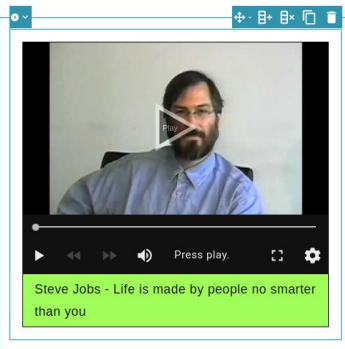 Play
Press play.
Steve Jobs - Life is made by people no smarter
than you